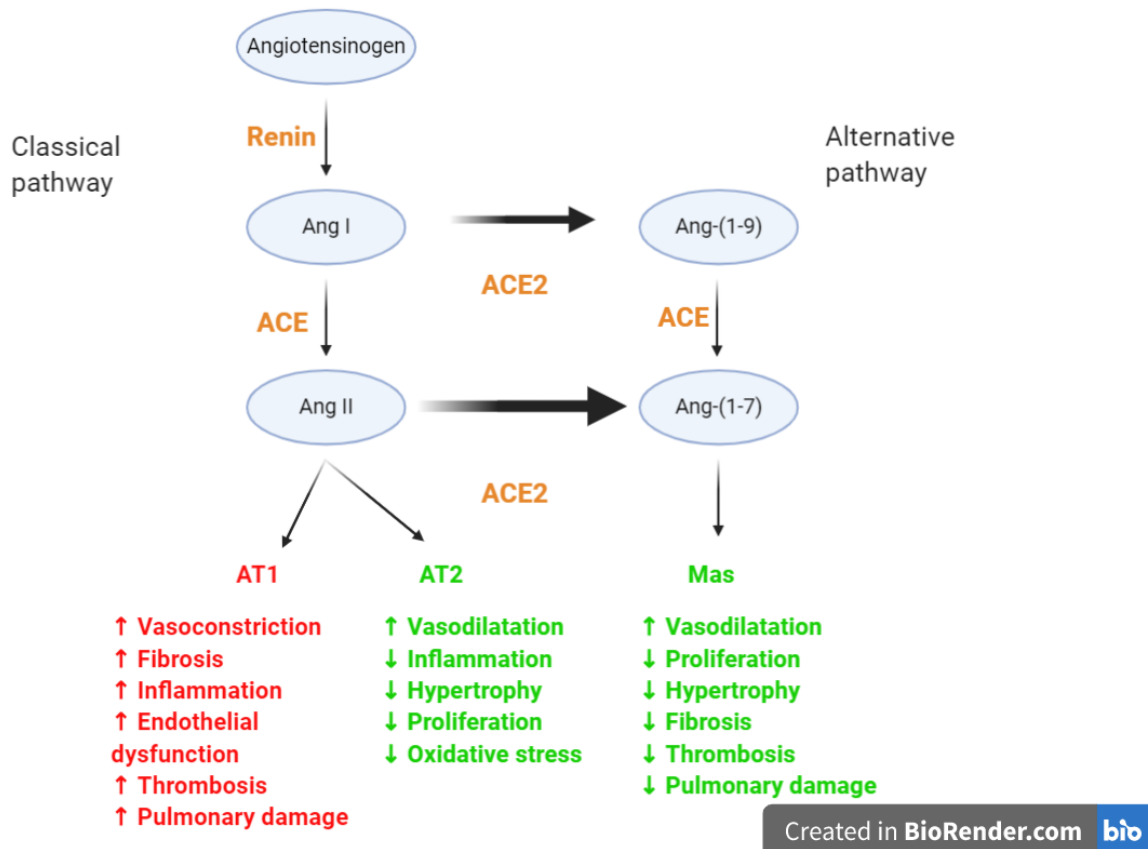 Angiotensinogen
Renin
Classical
pathway
Alternative
pathway
Ang I
Ang-(1-9)
ACE2
ACE
ACE
Ang II
Ang-(1-7)
ACE2
AT1
↑ Vasoconstriction
↑ Fibrosis
↑ Inflammation
↑ Endothelial
dysfunction
↑ Thrombosis
↑ Pulmonary damage
AT2
↑ Vasodilatation
↓ Inflammation
↓ Hypertrophy
↓ Proliferation
↓ Oxidative stress
Mas
↑ Vasodilatation
↓ Proliferation
↓ Hypertrophy
↓ Fibrosis
↓ Thrombosis
↓ Pulmonary damage
Created in BioRender.com bio